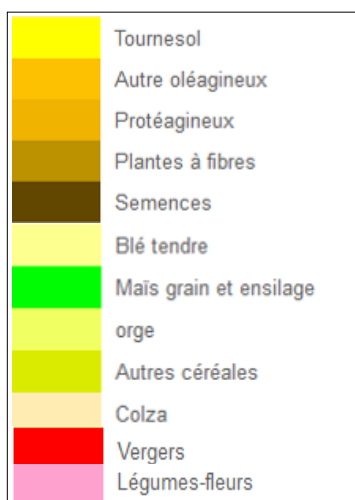 Tournesol
Autre oléagineux
Protéagineux
Plantes à fibres
Semences
Blé tendre
Maïs grain et ensilage
orge
Autres céréales
Colza
Vergers
Légumes-fleurs